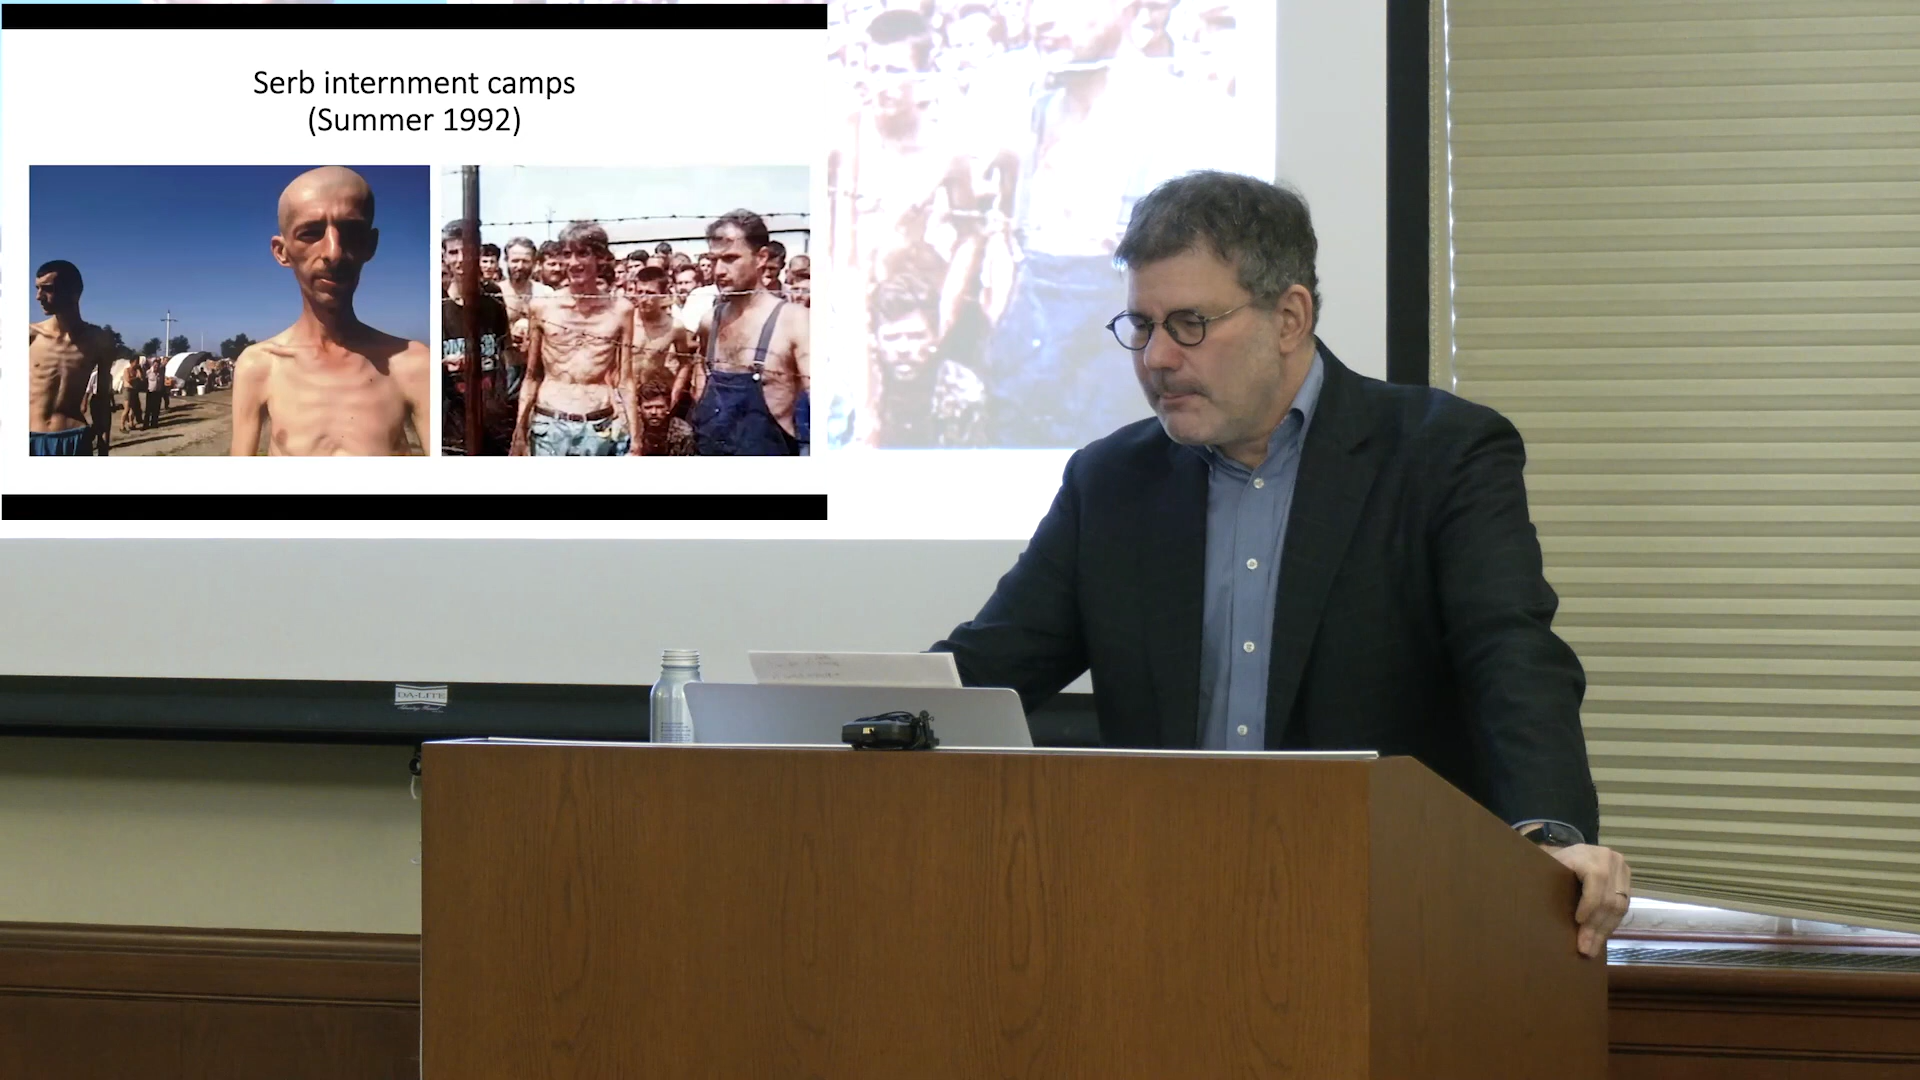 Serb internment camps
(Summer 1992)
DA-LITE